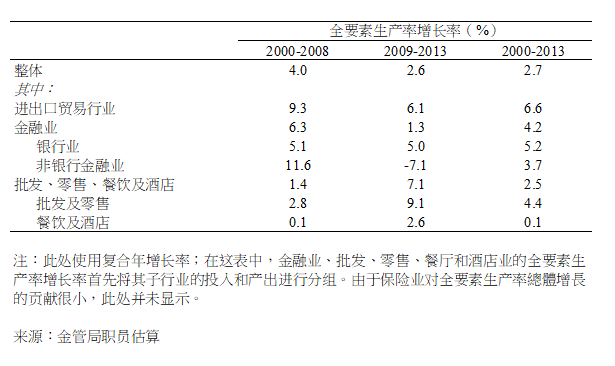 全要素生产率增长率（%）
2000-2008 2009-2013 2000-2013
整体 4.0 2.6 2.7
其中：
进出口贸易行业 9.3 6.1 6.6
金融业 6.3 1.3 4.2
银行业 5.1 5.0 5.2
非银行金融业 11.6 -7.1 3.7
批发、零售、餐饮及酒店 1.4 7.1 2.5
批发及零售 2.8 9.1 4.4
餐饮及酒店 0.1 2.6 0.1
注：此处使用复合年增长率；在这表中，金融业、批发、零售、餐厅和酒店业的全要素生
产率增长率首先将其子行业的投入和产出进行分组。由于保险业对全要素生产率總體增長
的贡献很小，此处并未显示。
来源：金管局职员估算